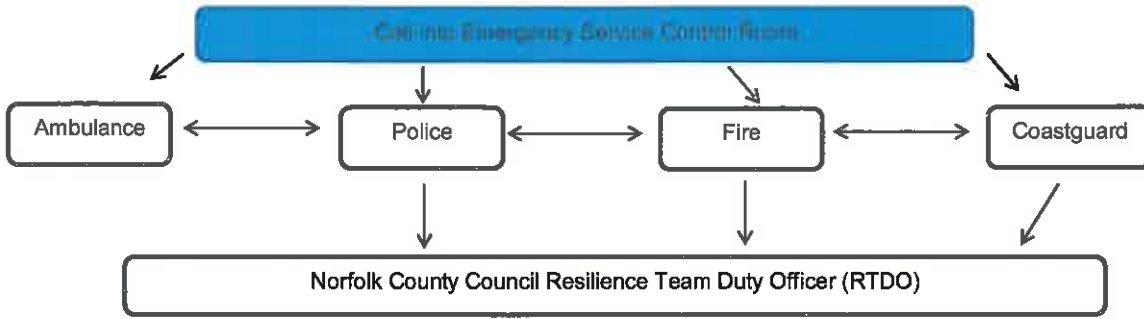 Call into Emergency Service Control Room
Ambulance
Police
Fire
Coastguard
Norfolk County Council Resilience Team Duty Officer (RTDO)